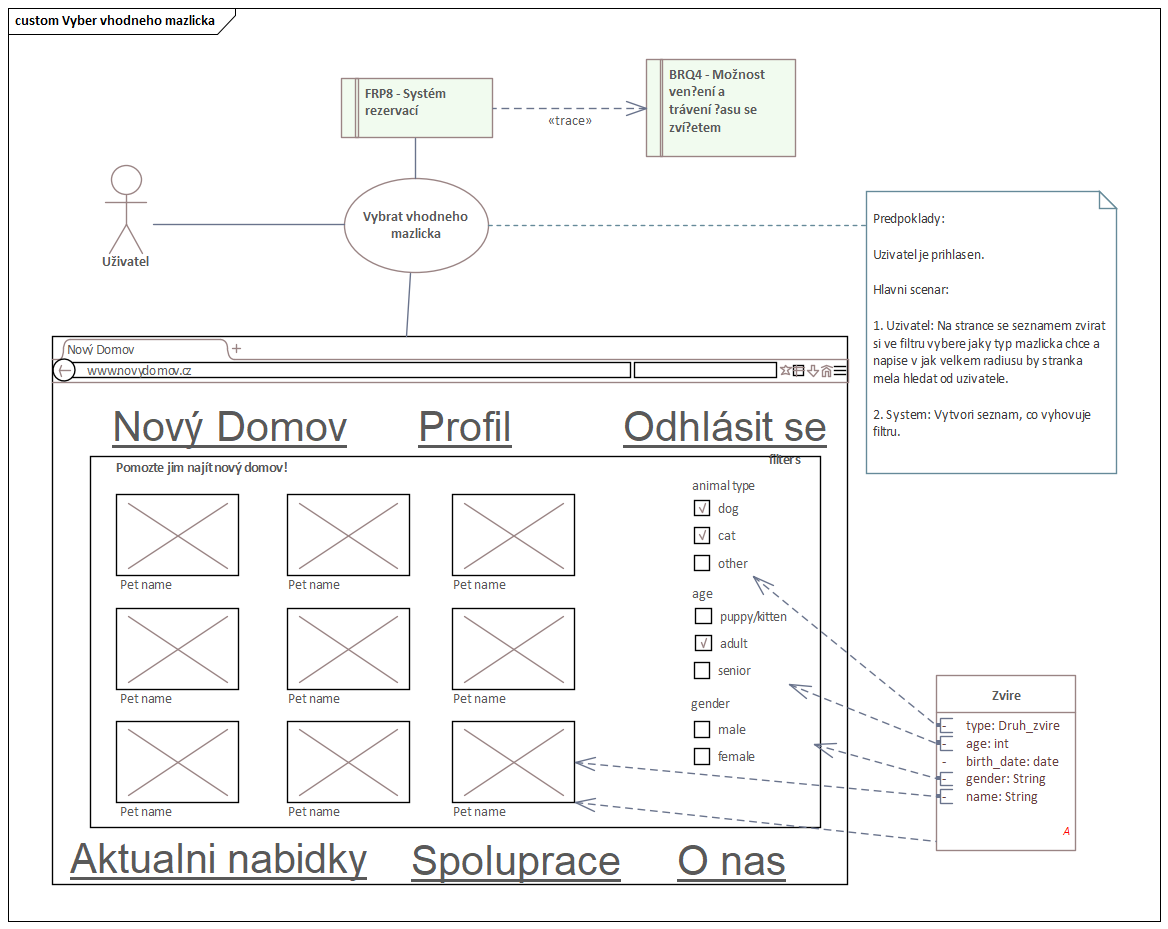 custom Vyber vhodneho mazlicka
FRP8 - Systém
rezervací
«trace»
BRQ4 - Možnost
ven?ení a
trávení ?asu se
zví?etem
Uživatel
Vybrat vhodneho
mazlicka
Predpoklady:
Uzivatel je prihlasen.
Hlavni scenar:
1. Uzivatel: Na strance se seznamem zvirat
si ve filtru vybere jaky typ mazlicka chce a
napise v jak velkem radiusu by stranka
mela hledat od uzivatele.
2. System: Vytvori seznam, co vyhovuje
filtru.
Nový Domov
+
www.novydomov.cz
Nový Domov
Profil
Odhlásit se
Pomozte jim najít nový domov!
filters
Pet name
Pet name
Pet name
Pet name
Pet name
Pet name
Pet name
Pet name
Pet name
animal type
dog
cat
other
age
puppy/kitten
adult
senior
gender
male
female
Aktualni nabidky
Spoluprace
O nas
Zvire
- type: Druh_zvire
- age: int
- birth_date: date
- gender: String
- name: String
A